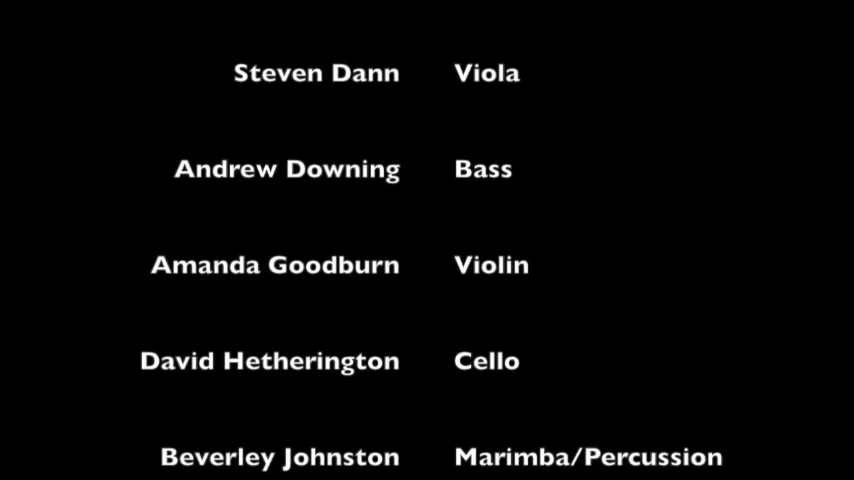 Steven Dann Viola
Andrew Downing Bass
Amanda Goodburn Violin
David Hetherington Cello
Beverley Johnston Marimba/Percussion